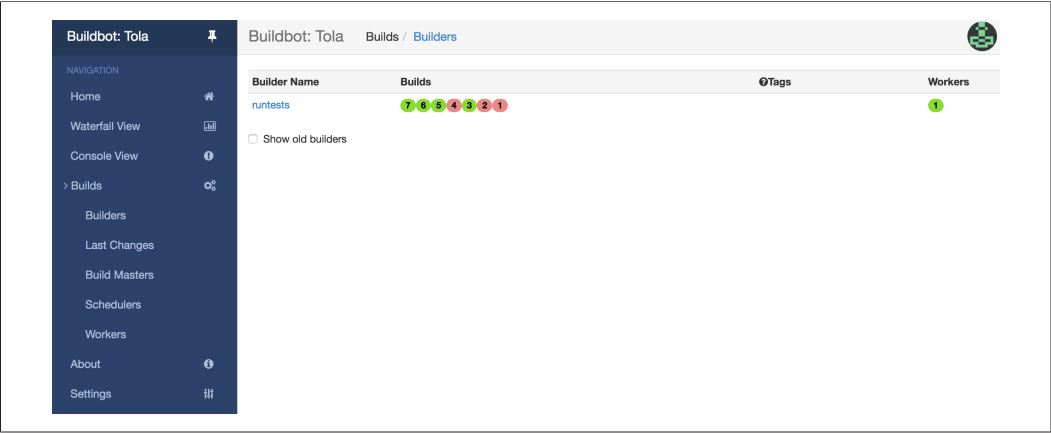 Buildbot: Tola
NAVIGATION
Home
Waterfall View
Console View
> Builds
Builders
Last Changes
Build Masters
Schedulers
Workers
About
Settings
Buildbot: Tola Builds / Builders
Builder Name Builds Tags Workers
runtests 7 6 5 4 3 2 1 1
Show old builders